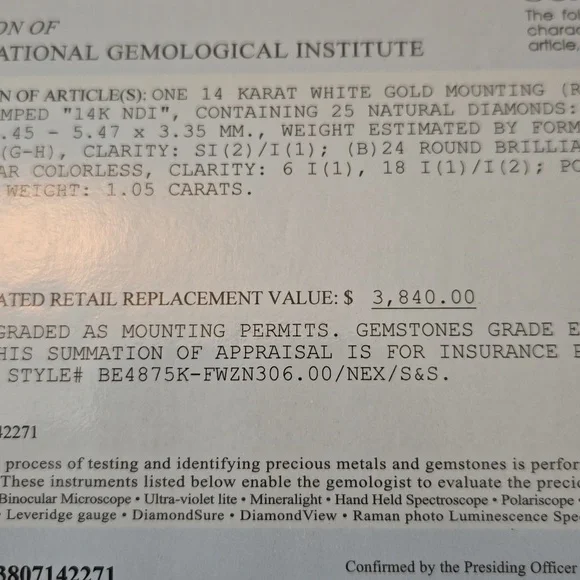 ON OF
The fo
ATIONAL GEMOLOGICAL INSTITUTE
charac
article,
N OF ARTICLE(S): ONE 14 KARAT WHITE GOLD MOUNTING (R
MPED "14K NDI", CONTAINING 25 NATURAL DIAMONDS:
.45 - 5.47 x 3.35 MM., WEIGHT ESTIMATED BY FORM
(G-H), CLARITY: SI(2)/I(1); (B)24 ROUND BRILLIA
AR COLORLESS, CLARITY: 6 I(1), 18 I(1)/I(2); PO
WEIGHT: 1.05 CARATS.
ATED RETAIL REPLACEMENT VALUE: $ 3,840.00
GRADED AS MOUNTING PERMITS. GEMSTONES GRADE E
HIS SUMMATION OF APPRAISAL IS FOR INSURANCE P
STYLE# BE4875K-FWZN306.00/NEX/S&S.
42271
process of testing and identifying precious metals and gemstones is perfor
These instruments listed below enable the gemologist to evaluate the precio
Binocular Microscope • Ultra-violet lite • Mineralight • Hand Held Spectroscope • Polariscope •
Leveridge gauge • DiamondSure • DiamondView • Raman photo Luminescence Spe
3807142271
Confirmed by the Presiding Officer